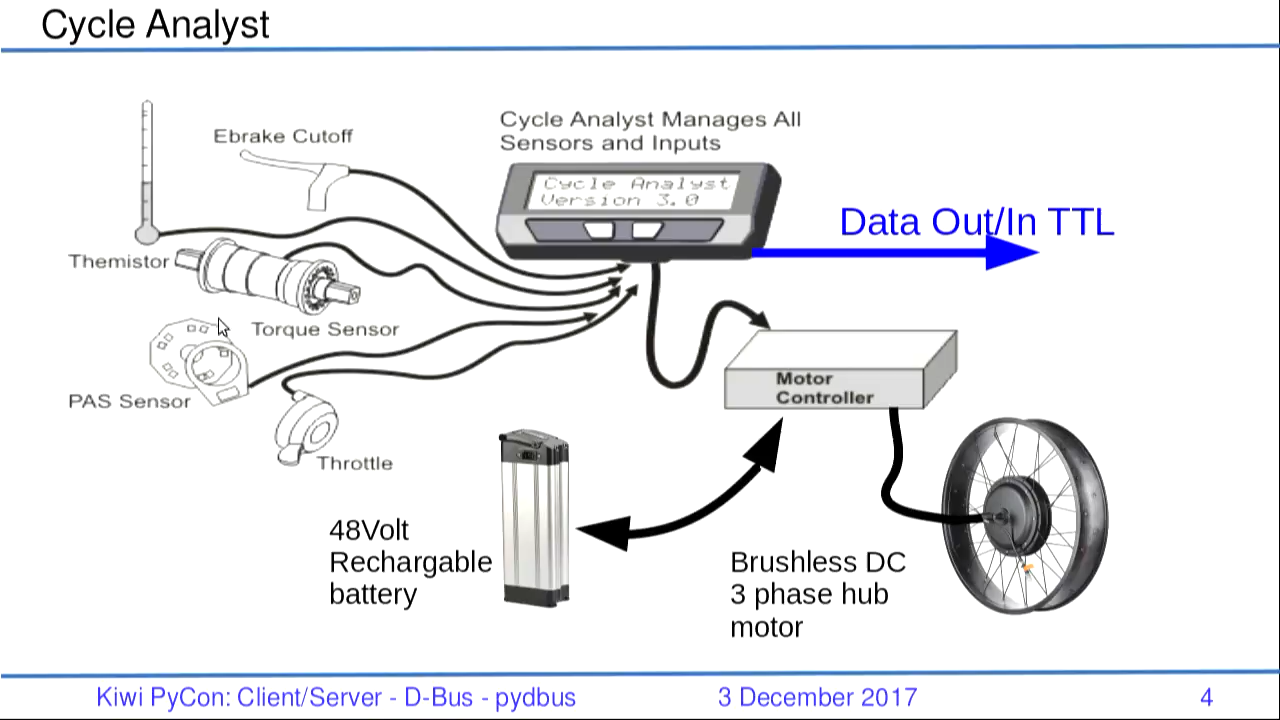 Cycle Analyst
Ebrake Cutoff
Cycle Analyst Manages All
Sensors and Inputs
Cycle Analyst
Version 3.0
Data Out/In TTL
Themistor
Torque Sensor
PAS Sensor
Throttle
Motor
Controller
48Volt
Rechargable
battery
Brushless DC
3 phase hub
motor
Kiwi PyCon: Client/Server - D-Bus - pydbus
3 December 2017
4